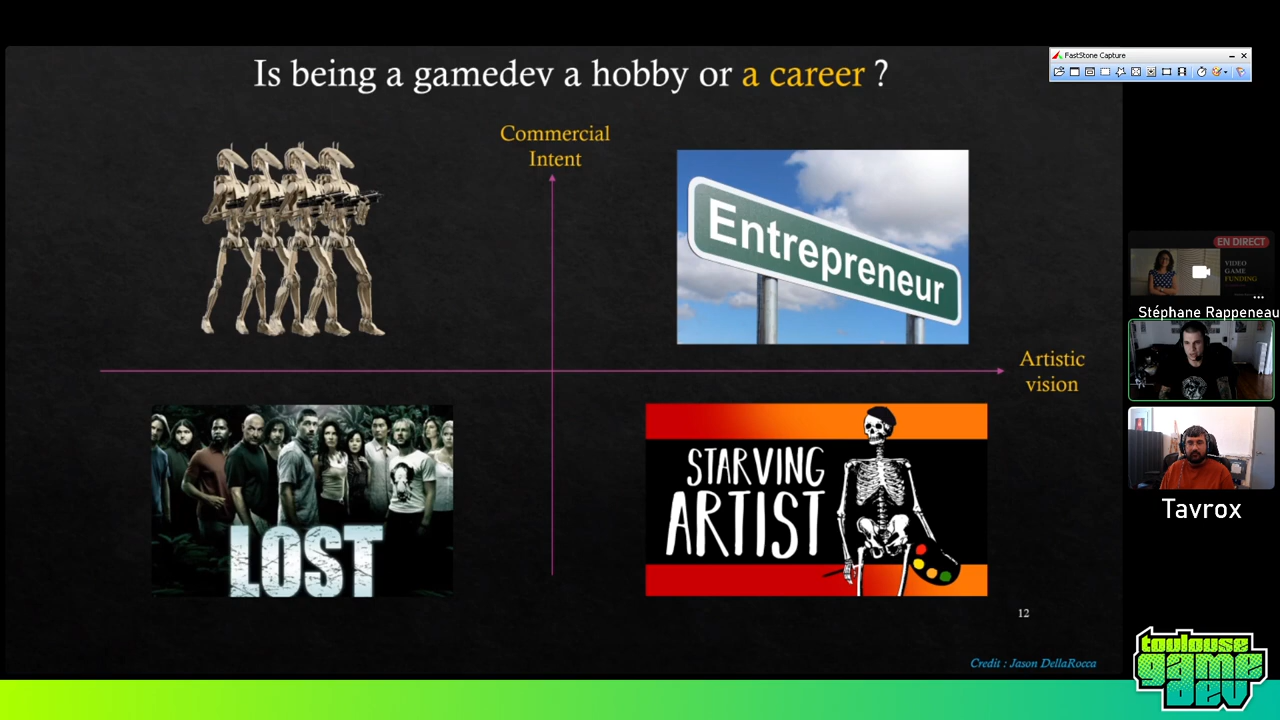 Is being a gamedev a hobby or a career ?
FastStone Capture
Commercial
Intent
Entrepreneur
Artistic
vision
LOST
STARVING
ARTIST
12
Credit : Jason DellaRocca
EN DIRECT
VIDEO
GAME
FUNDING
Stéphane Rappeneau
Tavrox
toulouse
game
dev